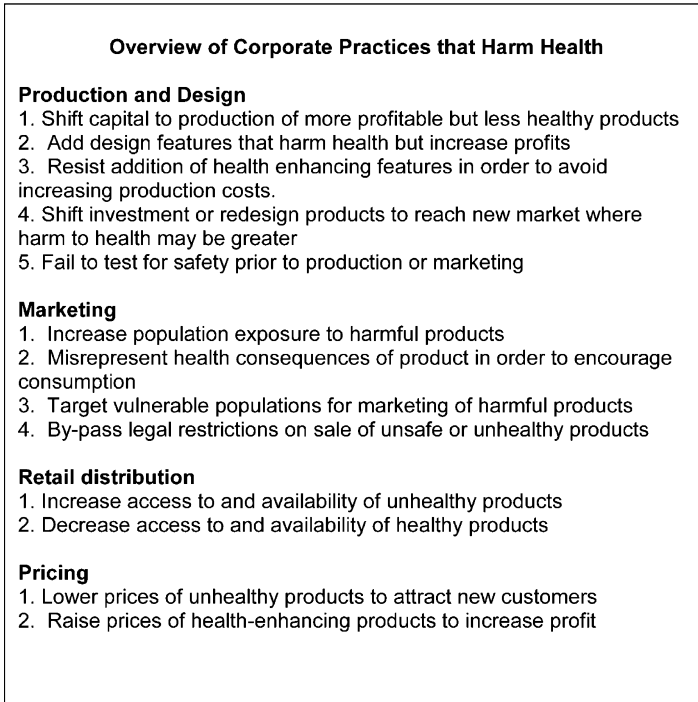 Overview of Corporate Practices that Harm Health
Production and Design
1. Shift capital to production of more profitable but less healthy products
2.  Add design features that harm health but increase profits
3.  Resist addition of health enhancing features in order to avoid
increasing production costs.
4. Shift investment or redesign products to reach new market where
harm to health may be greater
5. Fail to test for safety prior to production or marketing
Marketing
1.  Increase population exposure to harmful products
2.  Misrepresent health consequences of product in order to encourage
consumption
3.  Target vulnerable populations for marketing of harmful products
4.  By-pass legal restrictions on sale of unsafe or unhealthy products
Retail distribution
1. Increase access to and availability of unhealthy products
2. Decrease access to and availability of healthy products
Pricing
1. Lower prices of unhealthy products to attract new customers
2.  Raise prices of health-enhancing products to increase profit